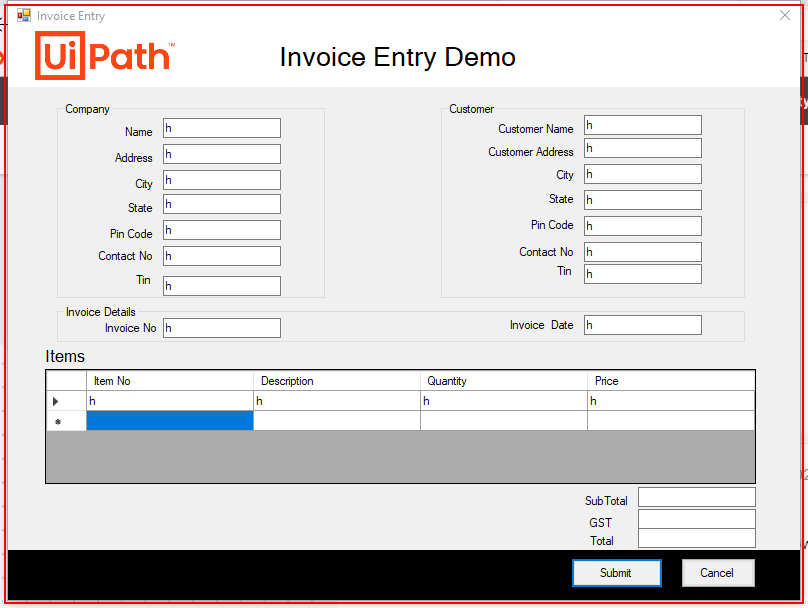 Invoice Entry
UiPath™
Invoice Entry Demo
Company
Name h
Address h
City h
State h
Pin Code h
Contact No h
Tin h
Customer
Customer Name h
Customer Address h
City h
State h
Pin Code h
Contact No h
Tin h
Invoice Details
Invoice No h
Invoice Date h
Items
Item No Description Quantity Price
h h h h
SubTotal
GST
Total
Submit Cancel